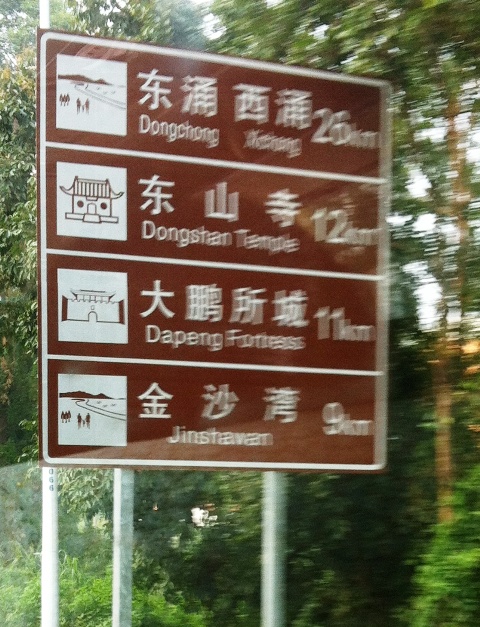 东涌 西涌 26km
Dongchong Xichong
东山寺 12km
Dongshan Temple
大鹏所城 11km
Dapeng Fortress
金沙湾 9km
Jinshawan